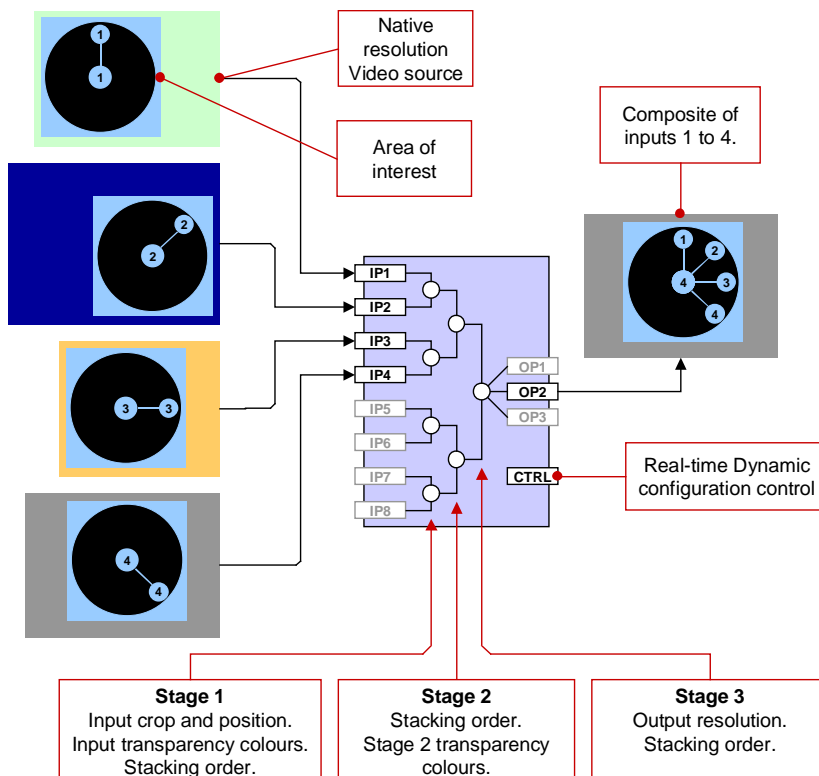 Native
resolution
Video source
Area of
interest
Composite of
inputs 1 to 4.
1
1
2
2
3
3
4
4
IP1
IP2
IP3
IP4
IP5
IP6
IP7
IP8
OP1
OP2
OP3
CTRL
1
2
4
3
4
Real-time Dynamic
configuration control
Stage 1
Input crop and position.
Input transparency colours.
Stacking order.
Stage 2
Stacking order.
Stage 2 transparency
colours.
Stage 3
Output resolution.
Stacking order.